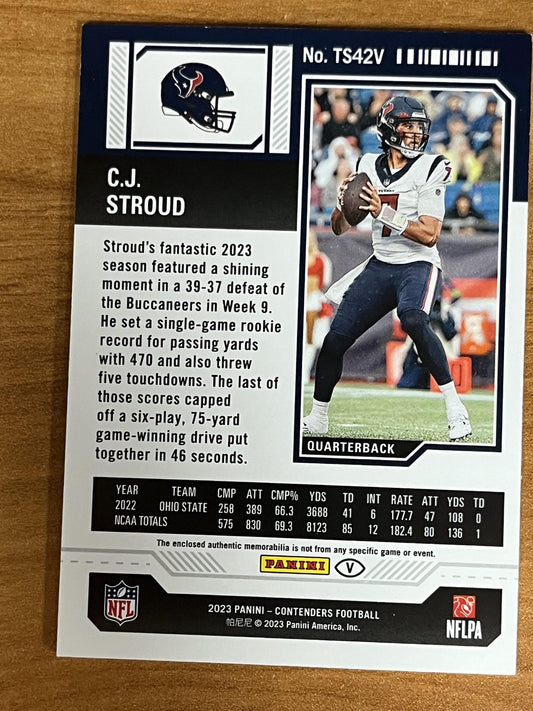 No. TS42V
C.J.
STROUD
7
Stroud's fantastic 2023
season featured a shining
moment in a 39-37 defeat of
the Buccaneers in Week 9.
He set a single-game rookie
record for passing yards
with 470 and also threw
five touchdowns. The last of
those scores capped
off a six-play, 75-yard
game-winning drive put
together in 46 seconds.
QUARTERBACK
YEAR TEAM CMP ATT CMP% YDS TD INT RATE ATT YDS TD
2022 OHIO STATE 258 389 66.3 3688 41 6 177.7 47 108 0
NCAA TOTALS 575 830 69.3 8123 85 12 182.4 80 136 1
The enclosed authentic memorabilia is not from any specific game or event.
PANINI V
NFL
2023 PANINI – CONTENDERS FOOTBALL
帕尼尼 © 2023 Panini America, Inc.
NFLPA